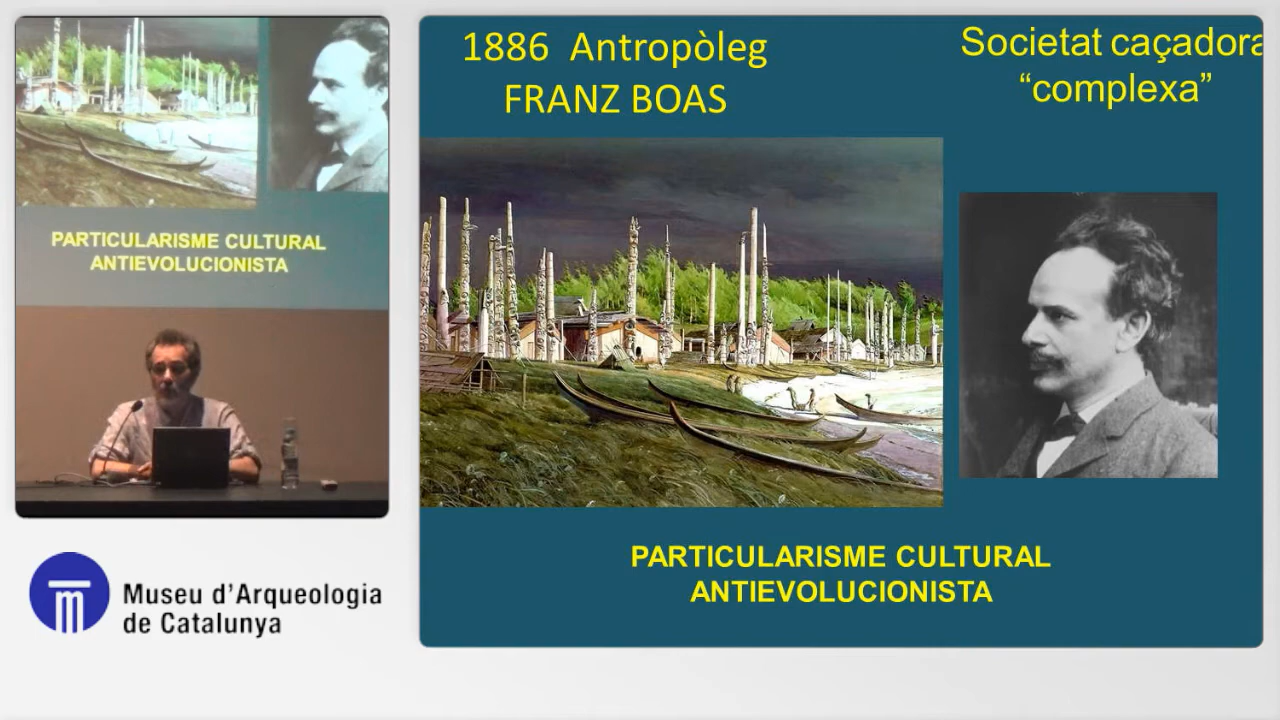 PARTICULARISME CULTURAL
ANTIEVOLUCIONISTA
Museu d'Arqueologia
de Catalunya
1886 Antropòleg
FRANZ BOAS
Societat caçadora
“complexa”
PARTICULARISME CULTURAL
ANTIEVOLUCIONISTA